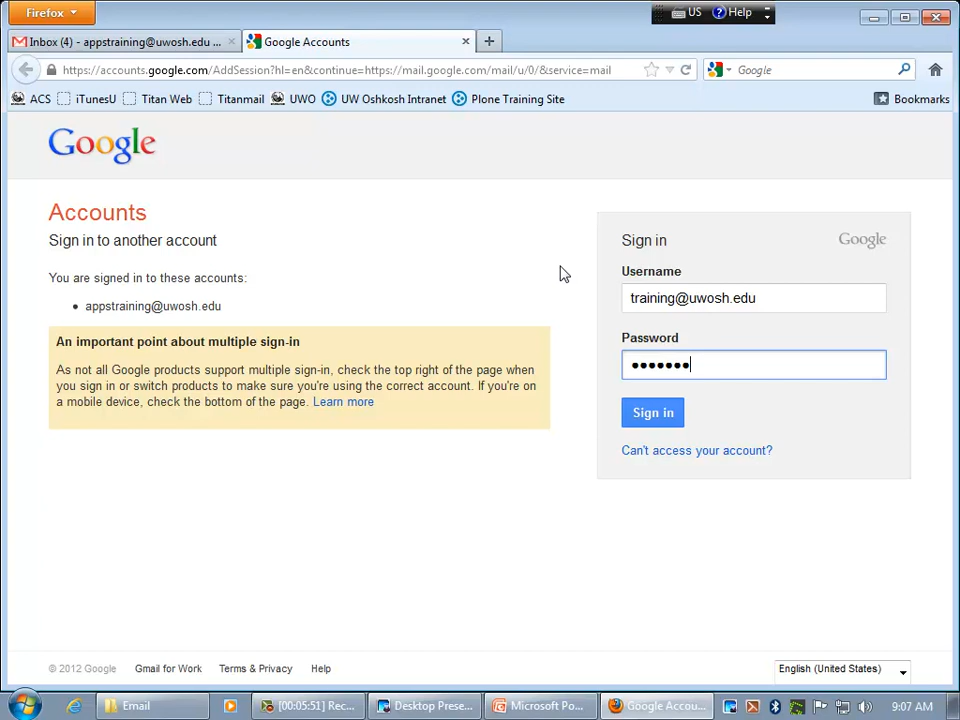 Firefox
US Help
Inbox (4) - appstraining@uwosh.edu ...
Google Accounts
https://accounts.google.com/AddSession?hl=en&continue=https://mail.google.com/mail/u/0/&service=mail
Google
ACS iTunesU Titan Web Titanmail UWO UW Oshkosh Intranet Plone Training Site Bookmarks
Google
Accounts
Sign in to another account
You are signed in to these accounts:
appstraining@uwosh.edu
An important point about multiple sign-in
As not all Google products support multiple sign-in, check the top right of the page when
you sign in or switch products to make sure you're using the correct account. If you're on
a mobile device, check the bottom of the page. Learn more
Sign in Google
Username
training@uwosh.edu
Password
•••••••
Sign in
Can't access your account?
© 2012 Google Gmail for Work Terms & Privacy Help
English (United States)
Email [00:05:51] Rec... Desktop Prese... Microsoft Po... Google Accou... 9:07 AM